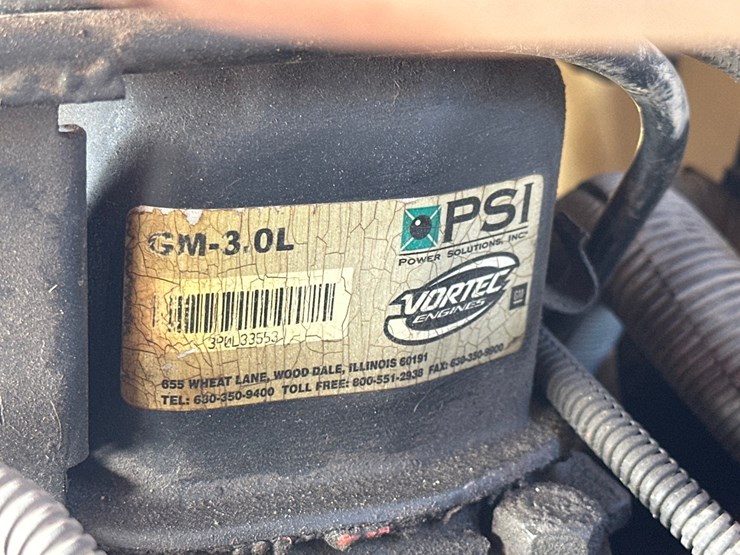 GM-3.0L
PSI
POWER SOLUTIONS, INC.
VORTEC
ENGINES
GM
655 WHEAT LANE, WOOD DALE, ILLINOIS 60191
TEL: 630-350-9400 TOLL FREE: 800-551-2938 FAX: 630-350-9900